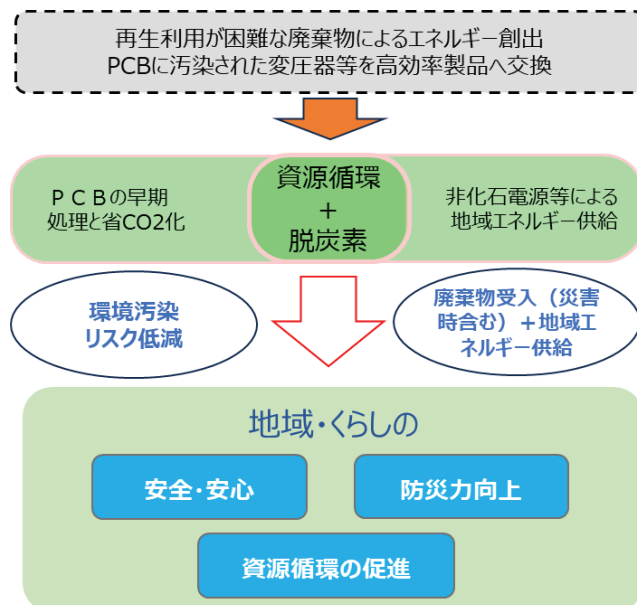 再生利用が困難な廃棄物によるエネルギー創出
PCBに汚染された変圧器等を高効率製品へ交換
ＰＣＢの早期
処理と省CO2化
資源循環
+
脱炭素
非化石電源等による
地域エネルギー供給
環境汚染
リスク低減
廃棄物受入（災害
時含む）＋地域エ
ネルギー供給
地域・くらしの
安全・安心
防災力向上
資源循環の促進